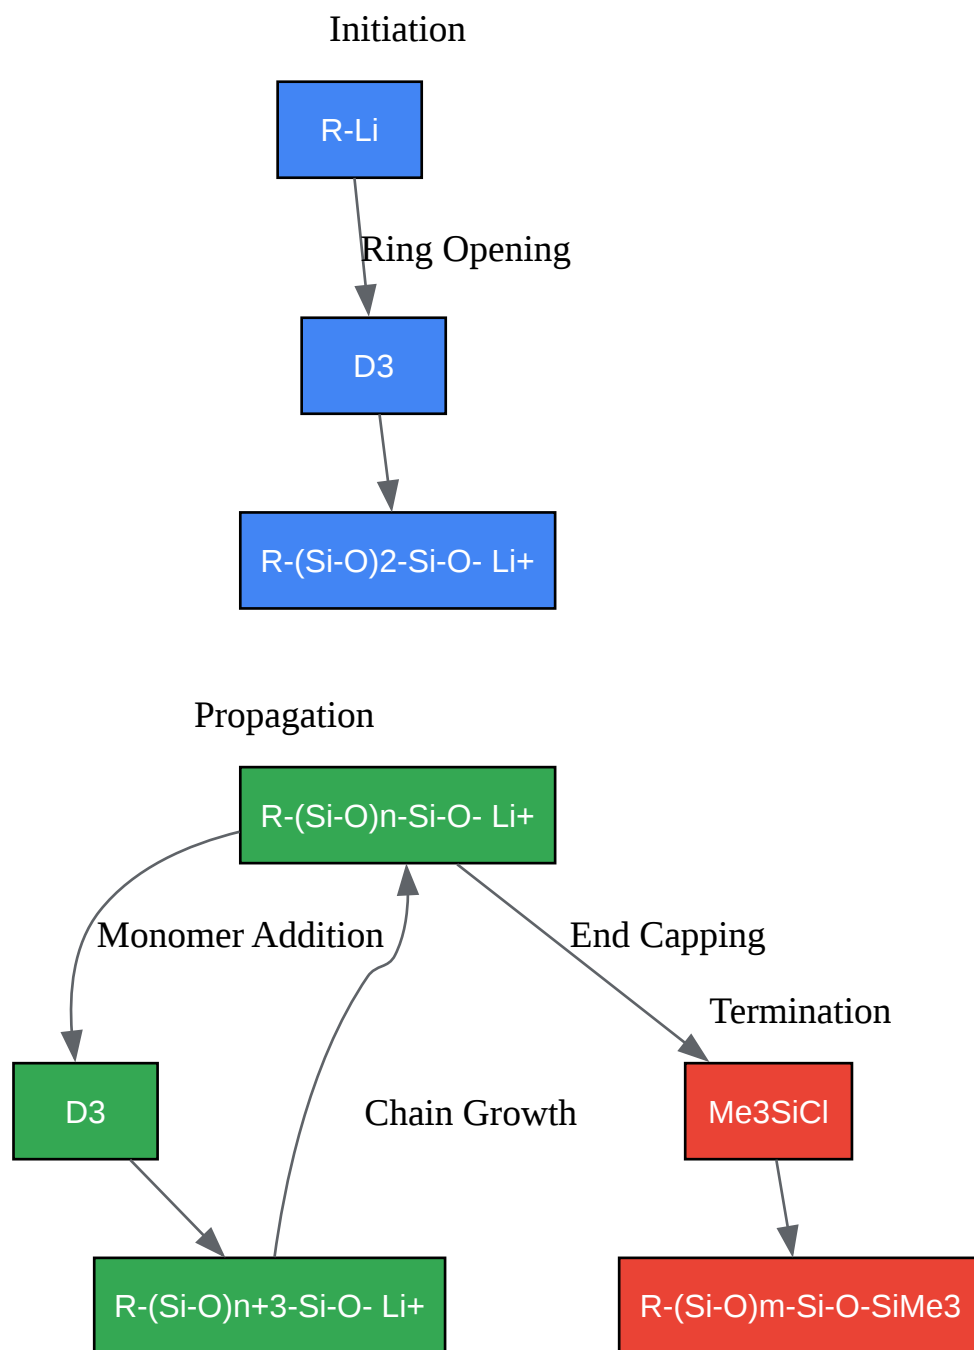 Initiation
R-Li
Ring Opening
D3
R-(Si-O)2-Si-O- Li+
Propagation
R-(Si-O)n-Si-O- Li+
Monomer Addition
End Capping
Termination
D3
Chain Growth
Me3SiCl
R-(Si-O)n+3-Si-O- Li+
R-(Si-O)m-Si-O-SiMe3